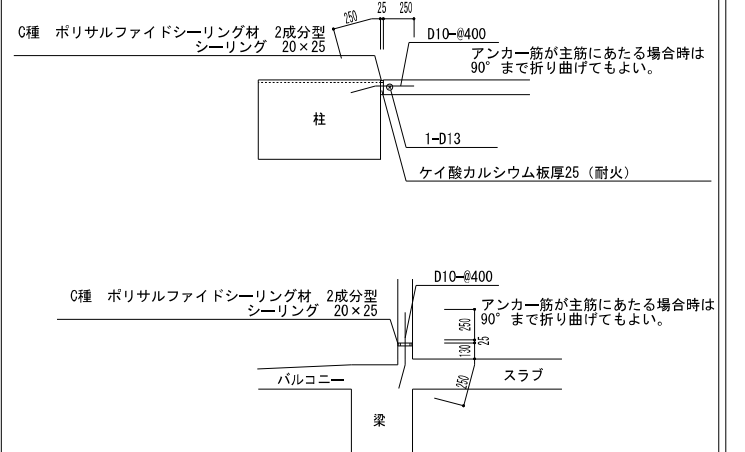 250 25 250
C種　ポリサルファイドシーリング材　2成分型
シーリング　20×25
D10-@400
アンカー筋が主筋にあたる場合時は
90°まで折り曲げてもよい。
柱
1-D13
ケイ酸カルシウム板厚25（耐火）
D10-@400
C種　ポリサルファイドシーリング材　2成分型
シーリング　20×25
アンカー筋が主筋にあたる場合時は
90°まで折り曲げてもよい。
250
25
130
250
バルコニー
スラブ
梁